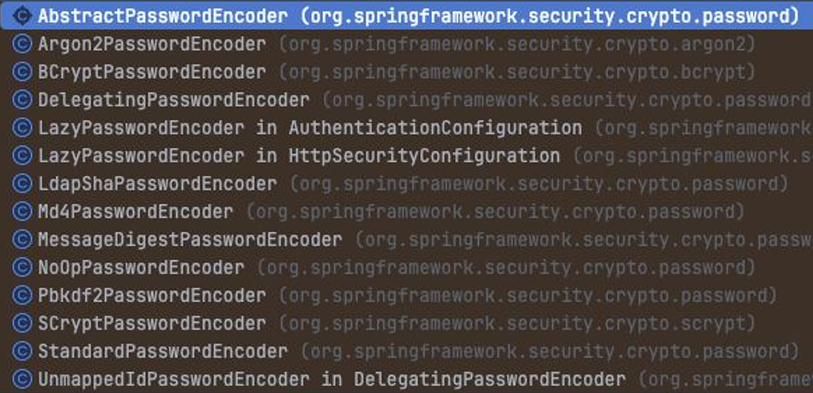 AbstractPasswordEncoder (org.springframework.security.crypto.password)
Argon2PasswordEncoder (org.springframework.security.crypto.argon2)
BCryptPasswordEncoder (org.springframework.security.crypto.bcrypt)
DelegatingPasswordEncoder (org.springframework.security.crypto.password
LazyPasswordEncoder in AuthenticationConfiguration (org.springframework
LazyPasswordEncoder in HttpSecurityConfiguration (org.springframework.s
LdapShaPasswordEncoder (org.springframework.security.crypto.password)
Md4PasswordEncoder (org.springframework.security.crypto.password)
MessageDigestPasswordEncoder (org.springframework.security.crypto.passw
NoOpPasswordEncoder (org.springframework.security.crypto.password)
Pbkdf2PasswordEncoder (org.springframework.security.crypto.password)
SCryptPasswordEncoder (org.springframework.security.crypto.scrypt)
StandardPasswordEncoder (org.springframework.security.crypto.password)
UnmappedIdPasswordEncoder in DelegatingPasswordEncoder (org.springframe